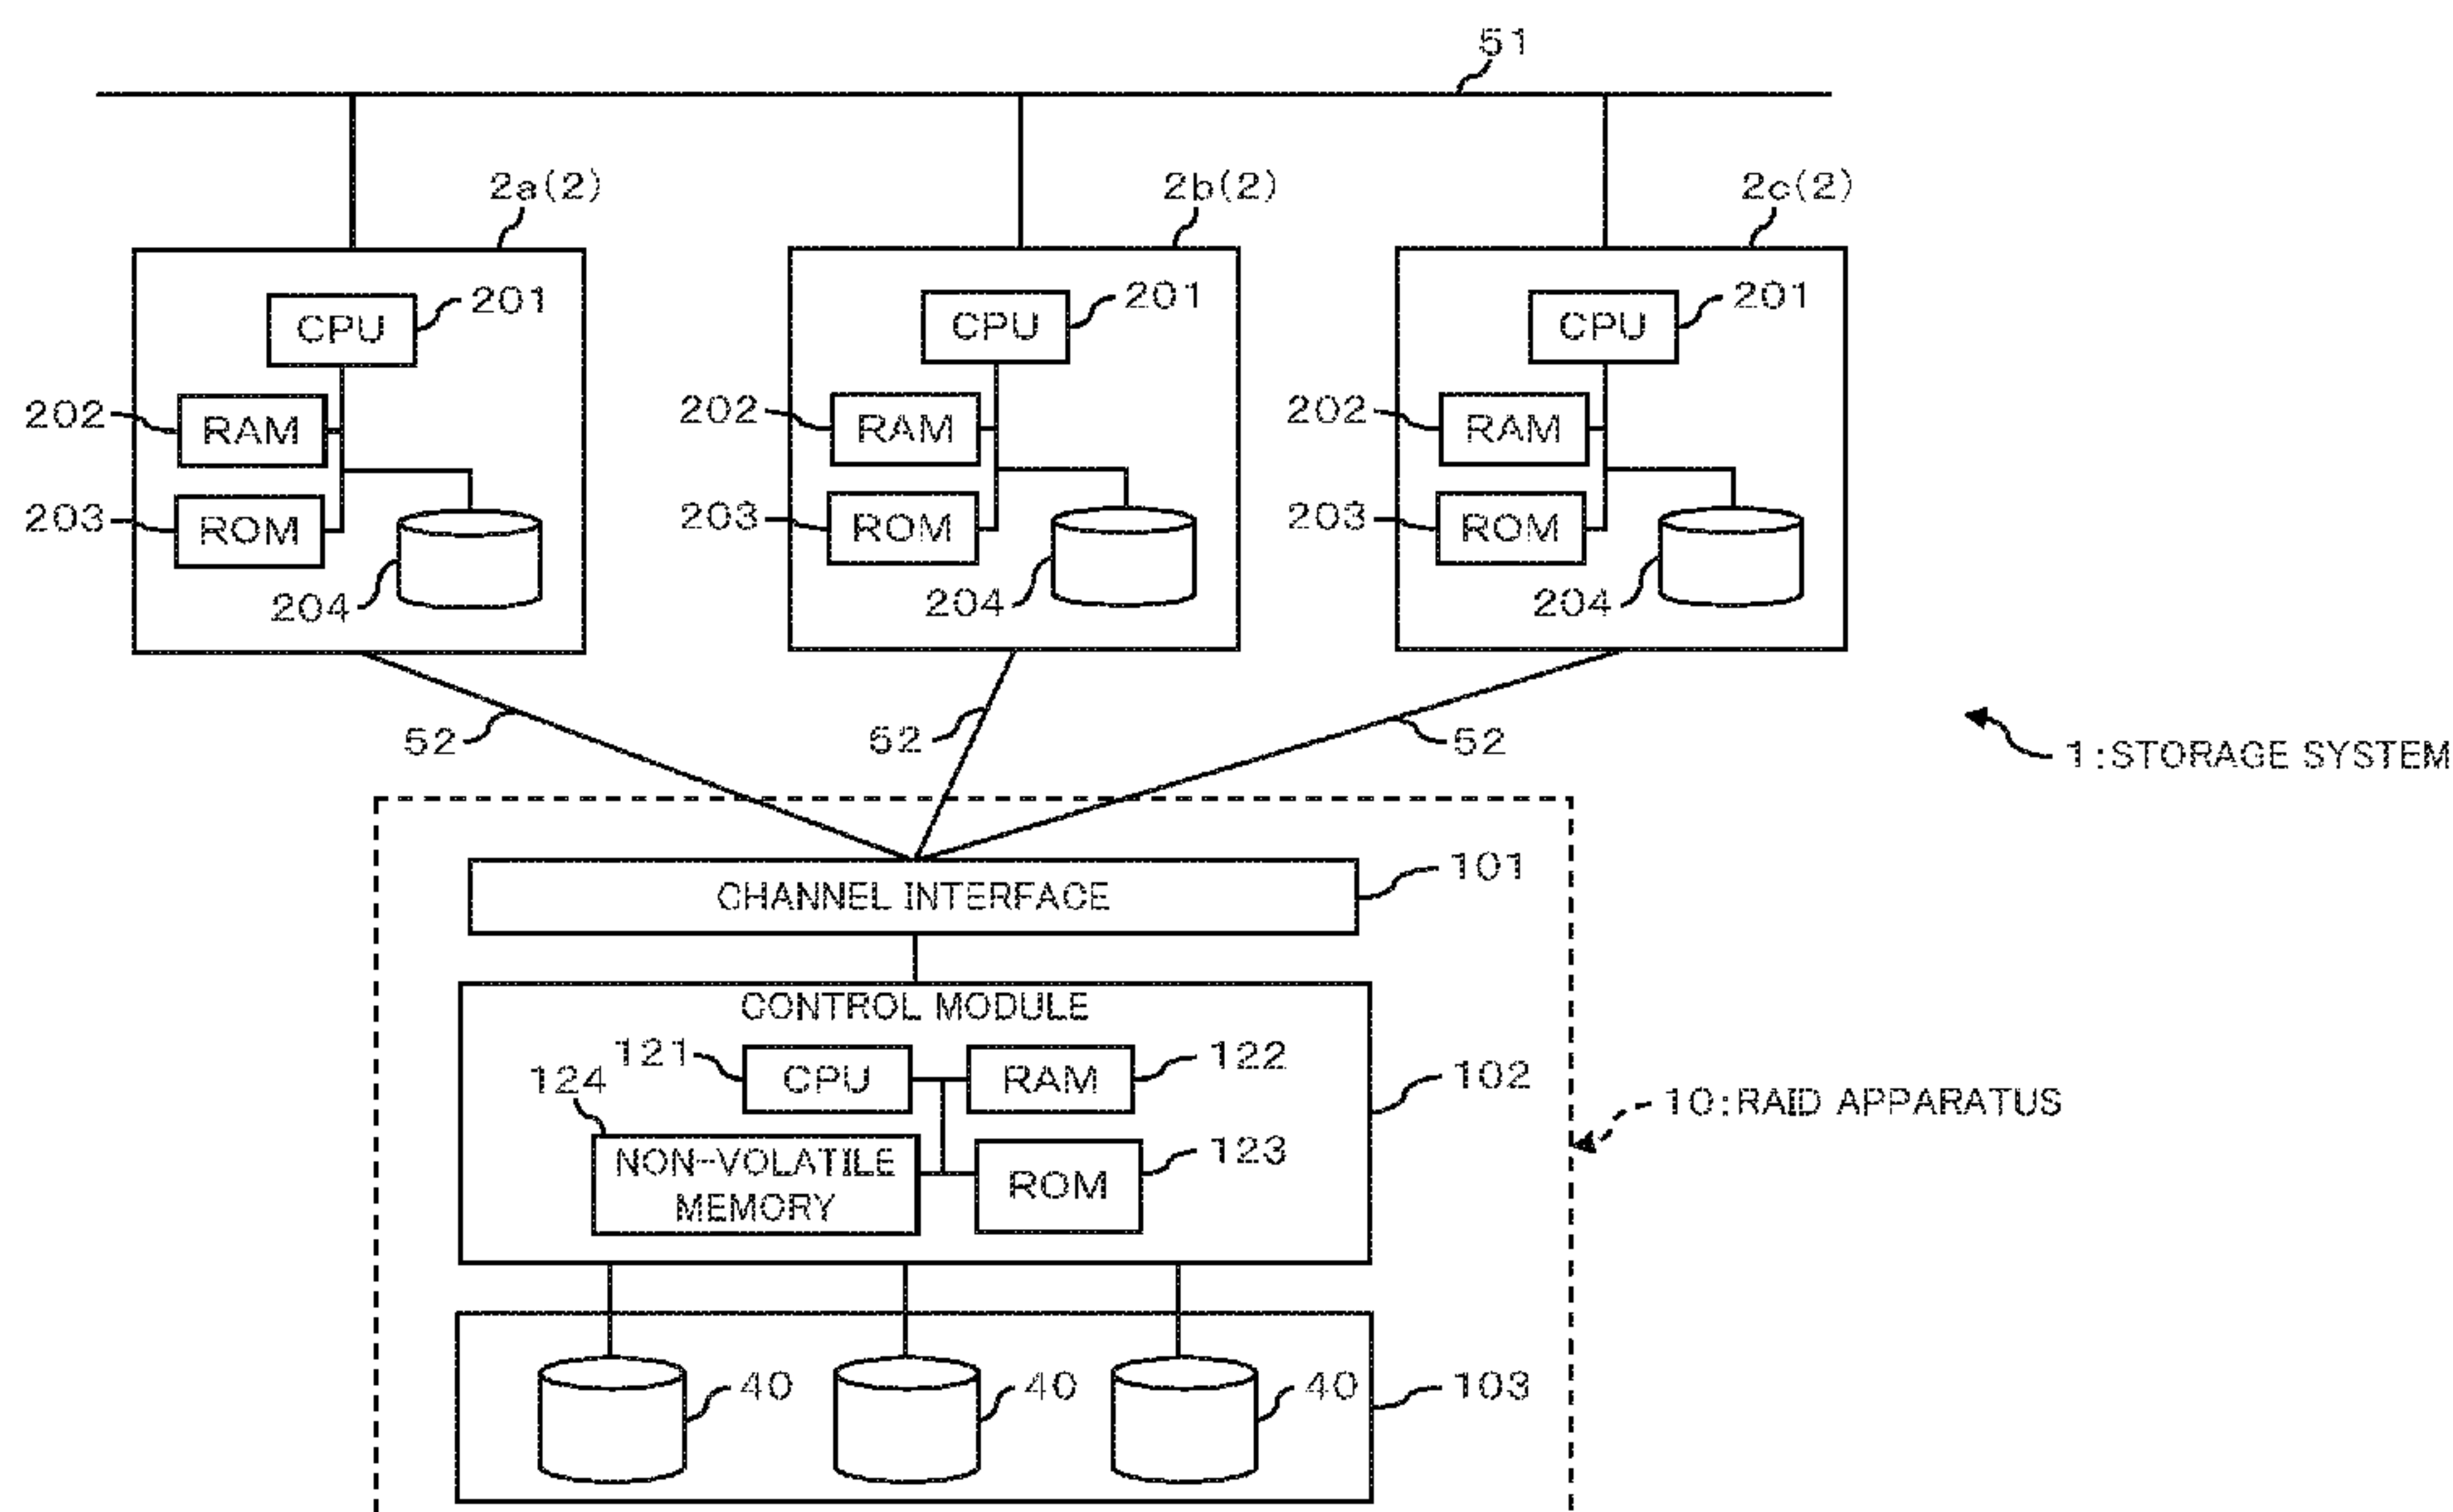 51
2a(2)
2b(2)
2c(2)
CPU
201
CPU
201
CPU
201
202
RAM
202
RAM
202
RAM
203
ROM
203
ROM
203
ROM
204
204
204
52
52
52
1:STORAGE SYSTEM
CHANNEL INTERFACE
101
CONTROL MODULE
121
CPU
RAM
122
102
124
10:RAID APPARATUS
NON-VOLATILE
MEMORY
ROM
123
40
40
40
103